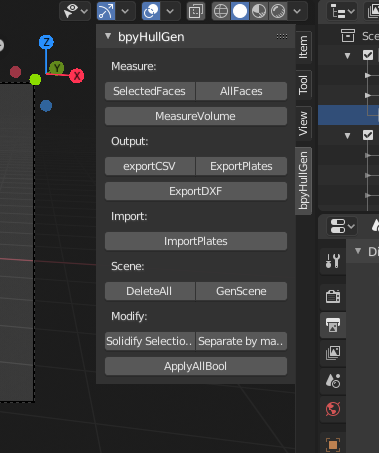 bpyHullGen
Measure:
SelectedFaces AllFaces
MeasureVolume
Output:
exportCSV ExportPlates
ExportDXF
Import:
ImportPlates
Scene:
DeleteAll GenScene
Modify:
Solidify Selectio.. Separate by ma..
ApplyAllBool
Item
Tool
View
bpyHullGen
Z
Y
X
Sce
Di